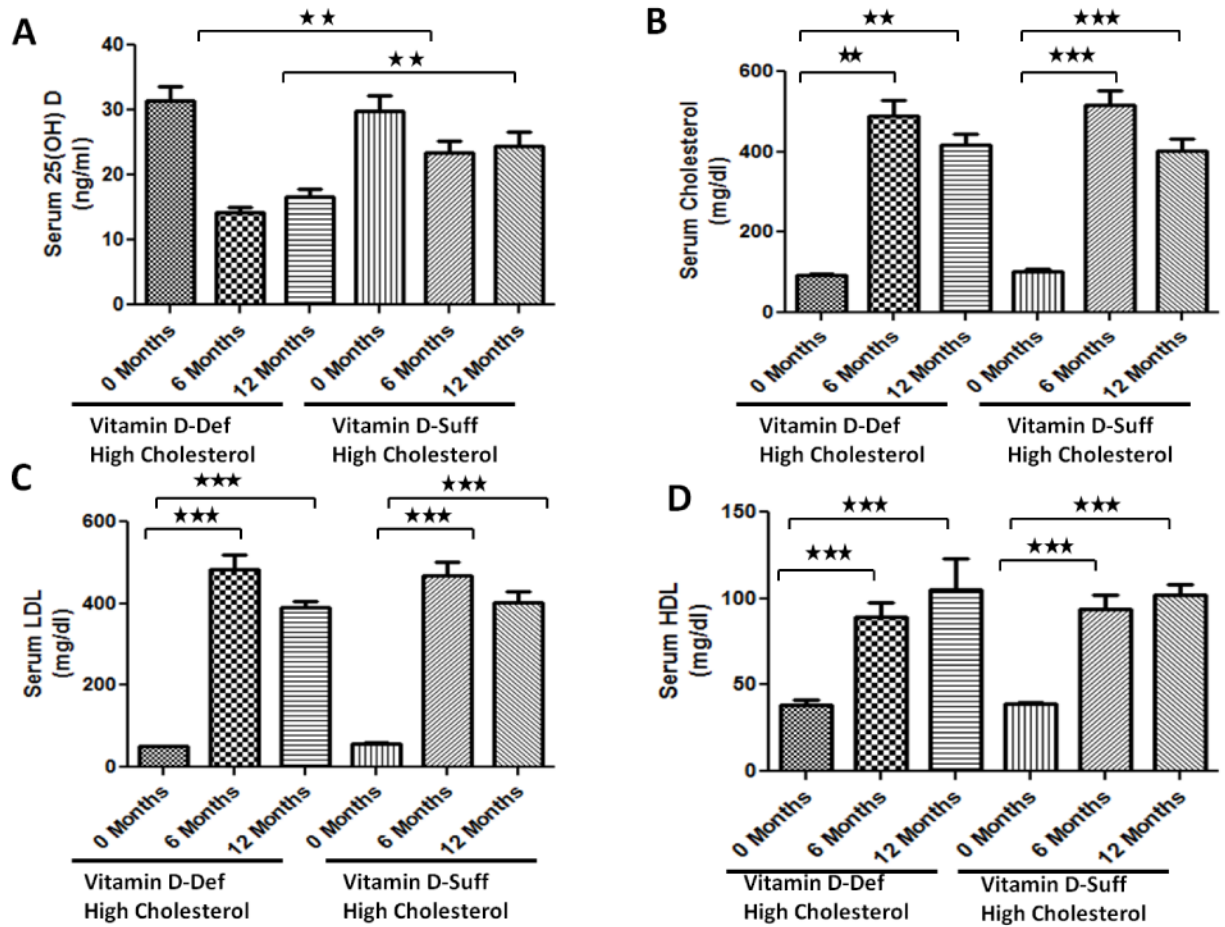 A
★★
★★
Serum 25(OH) D
(ng/ml)
40
30
20
10
0
0 Months
6 Months
12 Months
0 Months
6 Months
12 Months
Vitamin D-Def
High Cholesterol
Vitamin D-Suff
High Cholesterol
B
★★
★★★
★★
★★★
Serum Cholesterol
(mg/dl)
600
400
200
0
0 Months
6 Months
12 Months
0 Months
6 Months
12 Months
Vitamin D-Def
High Cholesterol
Vitamin D-Suff
High Cholesterol
C
★★★
★★★
★★★
★★★
Serum LDL
(mg/dl)
600
400
200
0
0 Months
6 Months
12 Months
0 Months
6 Months
12 Months
Vitamin D-Def
High Cholesterol
Vitamin D-Suff
High Cholesterol
D
★★★
★★★
★★★
★★★
Serum HDL
(mg/dl)
150
100
50
0
0 Months
6 Months
12 Months
0 Months
6 Months
12 Months
Vitamin D-Def
High Cholesterol
Vitamin D-Suff
High Cholesterol